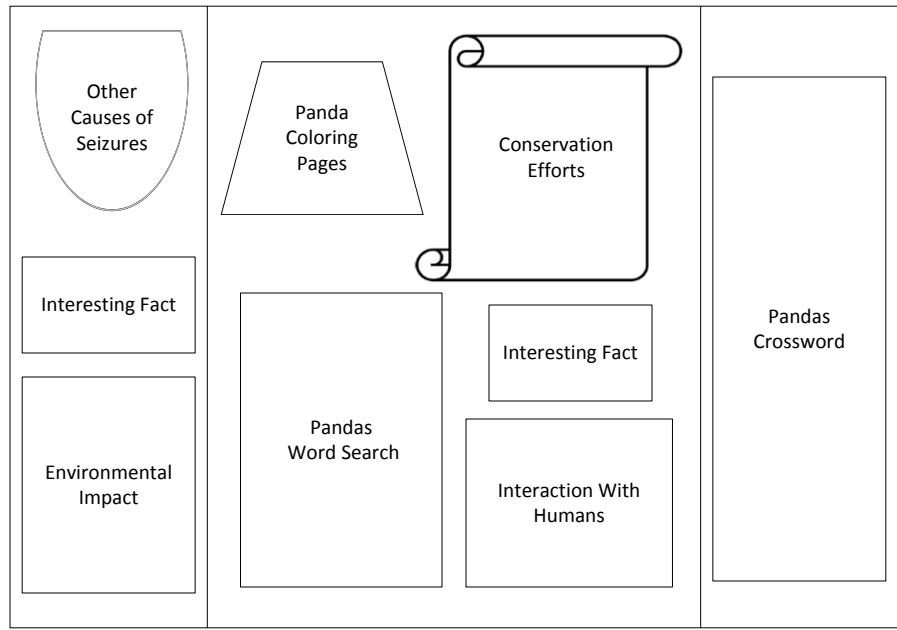 Other
Causes of
Seizures
Interesting Fact
Environmental
Impact
Panda
Coloring
Pages
Conservation
Efforts
Pandas
Word Search
Interesting Fact
Interaction With
Humans
Pandas
Crossword